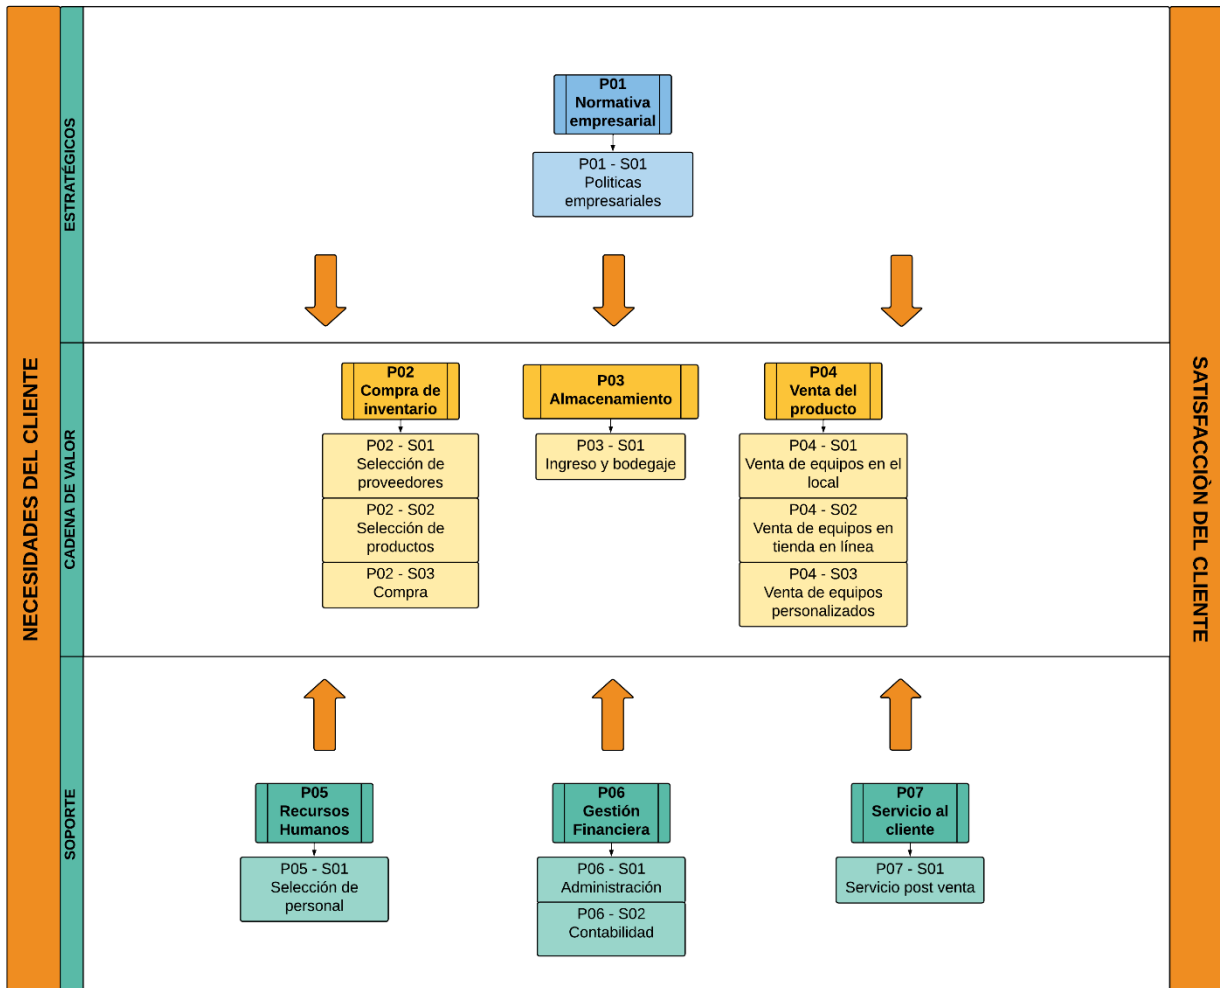 NECESIDADES DEL CLIENTE
ESTRATÉGICOS
P01
Normativa
empresarial
P01 - S01
Politicas
empresariales
CADENA DE VALOR
P02
Compra de
inventario
P02 - S01
Selección de
proveedores
P02 - S02
Selección de
productos
P02 - S03
Compra
P03
Almacenamiento
P03 - S01
Ingreso y bodegaje
P04
Venta del
producto
P04 - S01
Venta de equipos en el
local
P04 - S02
Venta de equipos en
tienda en línea
P04 - S03
Venta de equipos
personalizados
SOPORTE
P05
Recursos
Humanos
P05 - S01
Selección de
personal
P06
Gestión
Financiera
P06 - S01
Administración
P06 - S02
Contabilidad
P07
Servicio al
cliente
P07 - S01
Servicio post venta
SATISFACCIÒN DEL CLIENTE